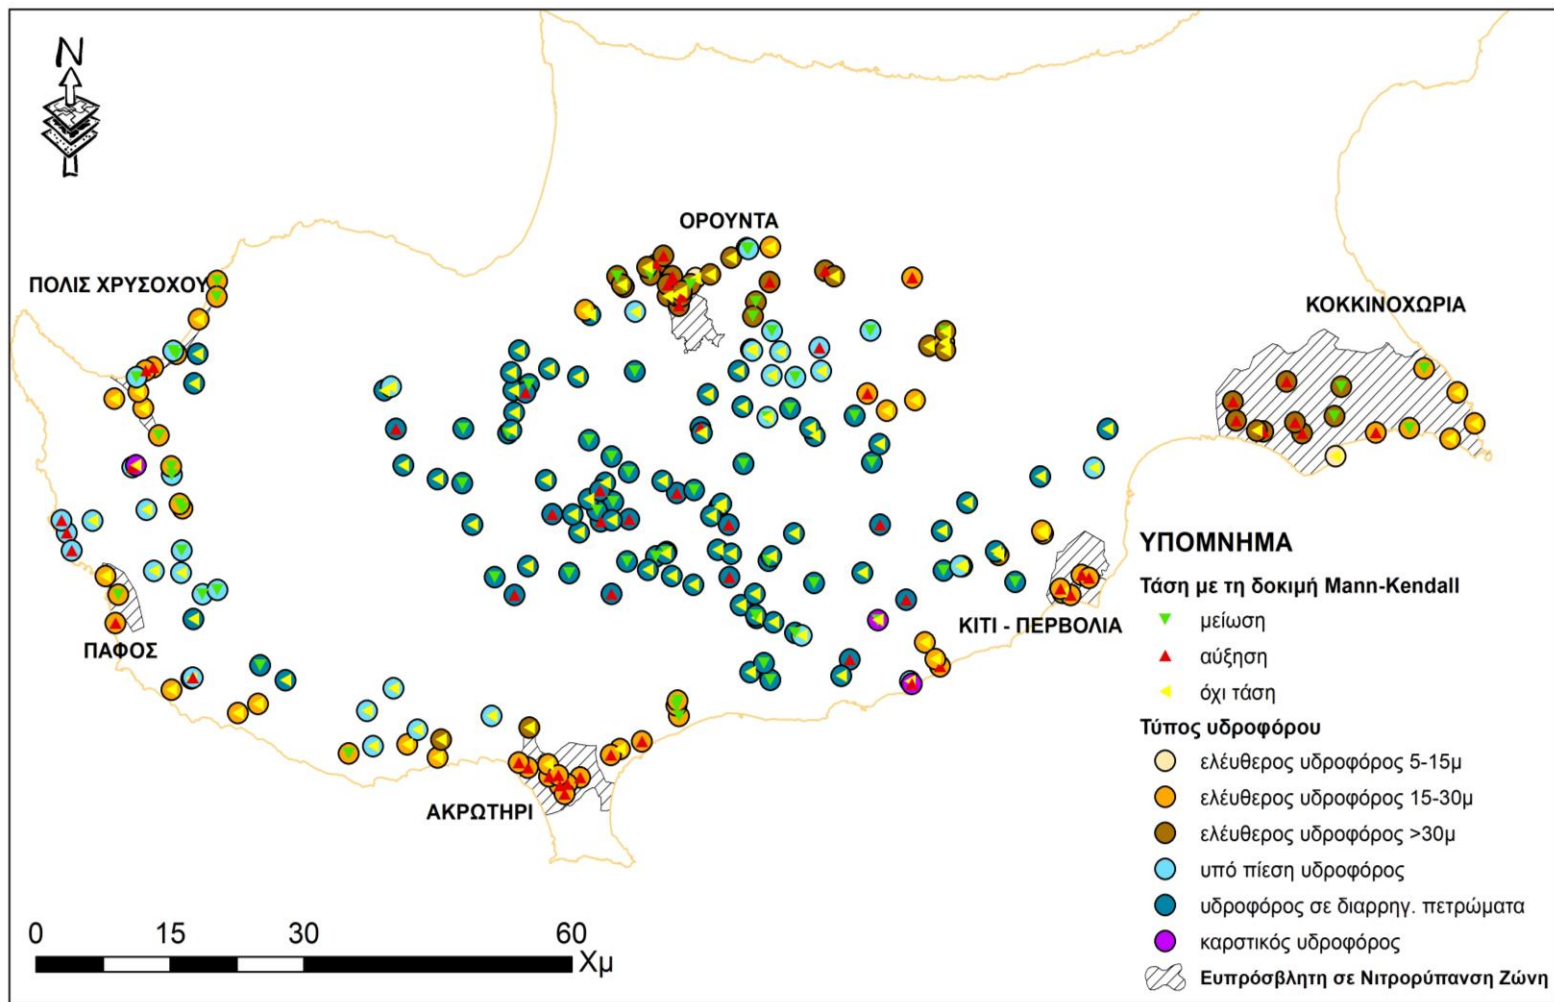 N
ΟΡΟΥΝΤΑ
ΠΟΛΙΣ ΧΡΥΣΟΧΟΥ
ΚΟΚΚΙΝΟΧΩΡΙΑ
ΠΑΦΟΣ
ΚΙΤΙ - ΠΕΡΒΟΛΙΑ
ΑΚΡΩΤΗΡΙ
ΥΠΟΜΝΗΜΑ
Τάση με τη δοκιμή Mann-Kendall
μείωση
αύξηση
όχι τάση
Τύπος υδροφόρου
ελέυθερος υδροφόρος 5-15μ
ελέυθερος υδροφόρος 15-30μ
ελέυθερος υδροφόρος >30μ
υπό πίεση υδροφόρος
υδροφόρος σε διαρρηγ. πετρώματα
καρστικός υδροφόρος
Ευπρόσβλητη σε Νιτρορύπανση Ζώνη
0 15 30 60
Χμ